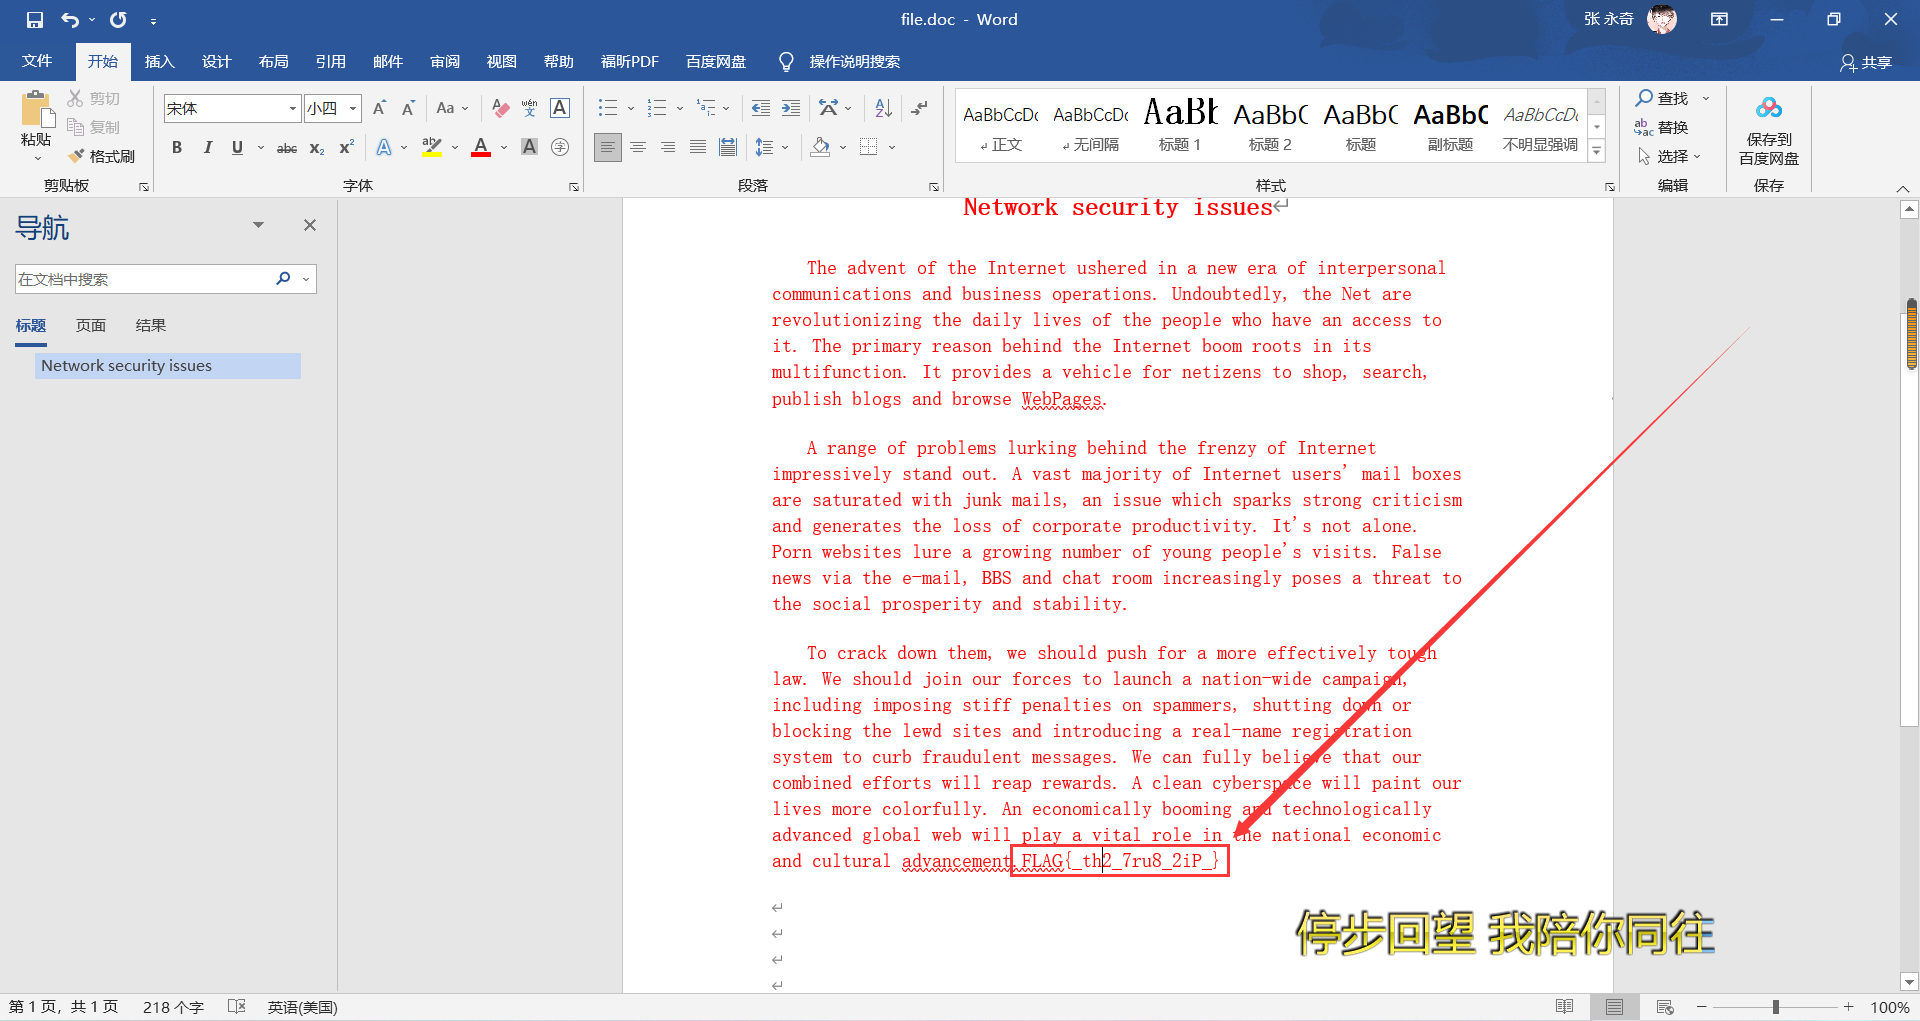 file.doc - Word
张 永奇
文件 开始 插入 设计 布局 引用 邮件 审阅 视图 帮助 福昕PDF 百度网盘 操作说明搜索 共享
粘贴
剪切
复制
格式刷
剪贴板
宋体 小四
Aa wén 文 A
B I U abc x₂ x² A ab A A 字
字体
段落
AaBbCcDc AaBbCcDc AaBb AaBbC AaBbC AaBbC AaBbCcDc
正文 无间隔 标题 1 标题 2 标题 副标题 不明显强调
样式
查找
替换
选择
编辑
保存到
百度网盘
保存
导航
在文档中搜索
标题 页面 结果
Network security issues
Network security issues
The advent of the Internet ushered in a new era of interpersonal
communications and business operations. Undoubtedly, the Net are
revolutionizing the daily lives of the people who have an access to
it. The primary reason behind the Internet boom roots in its
multifunction. It provides a vehicle for netizens to shop, search,
publish blogs and browse WebPages.
A range of problems lurking behind the frenzy of Internet
impressively stand out. A vast majority of Internet users' mail boxes
are saturated with junk mails, an issue which sparks strong criticism
and generates the loss of corporate productivity. It's not alone.
Porn websites lure a growing number of young people's visits. False
news via the e-mail, BBS and chat room increasingly poses a threat to
the social prosperity and stability.
To crack down them, we should push for a more effectively tough
law. We should join our forces to launch a nation-wide campaign,
including imposing stiff penalties on spammers, shutting down or
blocking the lewd sites and introducing a real-name registration
system to curb fraudulent messages. We can fully believe that our
combined efforts will reap rewards. A clean cyberspace will paint our
lives more colorfully. An economically booming and technologically
advanced global web will play a vital role in the national economic
and cultural advancement.FLAG{_th2_7ru8_2iP_}
停步回望 我陪你同往
第 1 页，共 1 页 218 个字 英语(美国) 100%